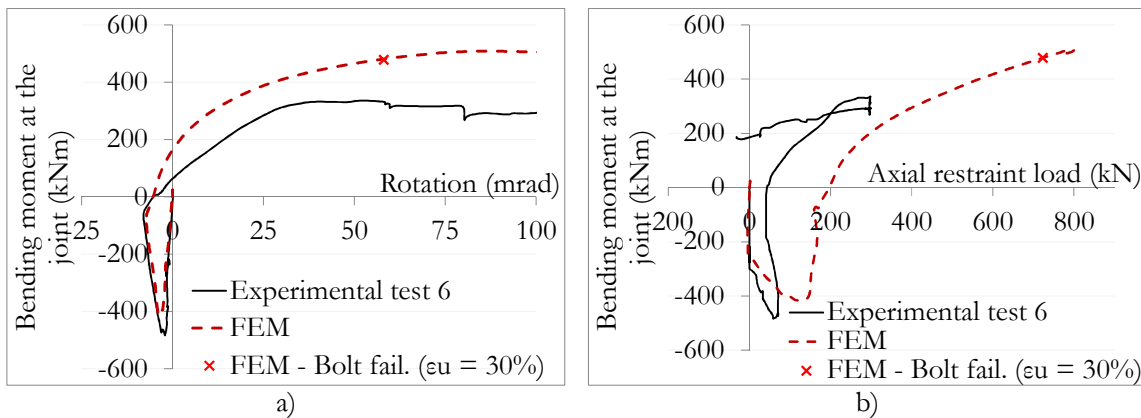 600
400
200
0
-200
-400
-600
25
0
25
50
75
100
Bending moment at the
joint (kNm)
Rotation (mrad)
Experimental test 6
FEM
FEM - Bolt fail. (εu = 30%)
a)
600
400
200
0
-200
-400
-600
200
0
200
400
600
800
Bending moment at the
joint (kNm)
Axial restraint load (kN)
Experimental test 6
FEM
FEM - Bolt fail. (εu = 30%)
b)